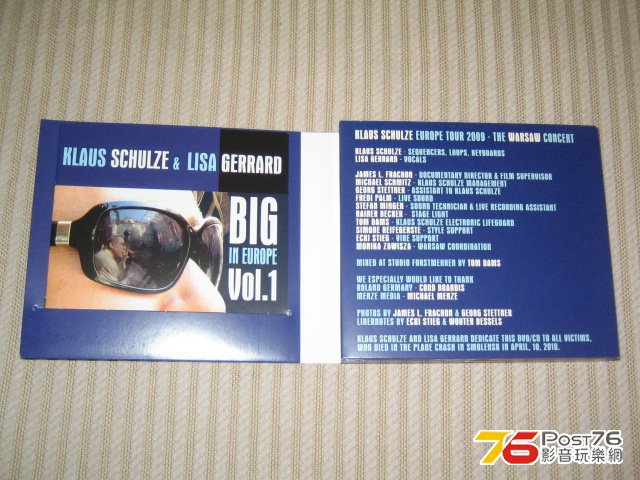 KLAUS SCHULZE & LISA GERRARD
BIG
IN EUROPE
Vol.1
KLAUS SCHULZE EUROPE TOUR 2009 - THE WARSAW CONCERT
KLAUS SCHULZE - SEQUENCERS, LOOPS, KEYBOARDS
LISA GERRARD - VOCALS
JAMES L. FRACHON - DOCUMENTARY DIRECTOR & FILM SUPERVISOR
MICHAEL SCHMITZ - KLAUS SCHULZE MANAGEMENT
GEORG STETTNER - ASSISTANT TO KLAUS SCHULZE
FREDI PALM - LIVE SOUND
STEFAN MINGEN - SOUND TECHNICIAN & LIVE RECORDING ASSISTANT
RAINER BECKER - STAGE LIGHT
TOM DAMS - KLAUS SCHULZE ELECTRONIC LIFEGUARD
SIMONE REIFEGERSTE - STYLE SUPPORT
ECKI STIEG - VIBE SUPPORT
MONIKA ZAWISZA - WARSAW COORDINATION
MIXED AT STUDIO FORSTMEHREN BY TOM DAMS
WE ESPECIALLY WOULD LIKE TO THANK
ROLAND GERMANY - CORD BRANDIS
MENZE MEDIA - MICHAEL MENZE
PHOTOS BY JAMES L. FRACHON & GEORG STETTNER
LINERNOTES BY ECKI STIEG & WOUTER BESSELS
KLAUS SCHULZE AND LISA GERRARD DEDICATE THIS DVD/CD TO ALL VICTIMS,
WHO DIED IN THE PLANE CRASH IN SMOLENSK IN APRIL, 10, 2010.
76 POST76
影音玩樂網